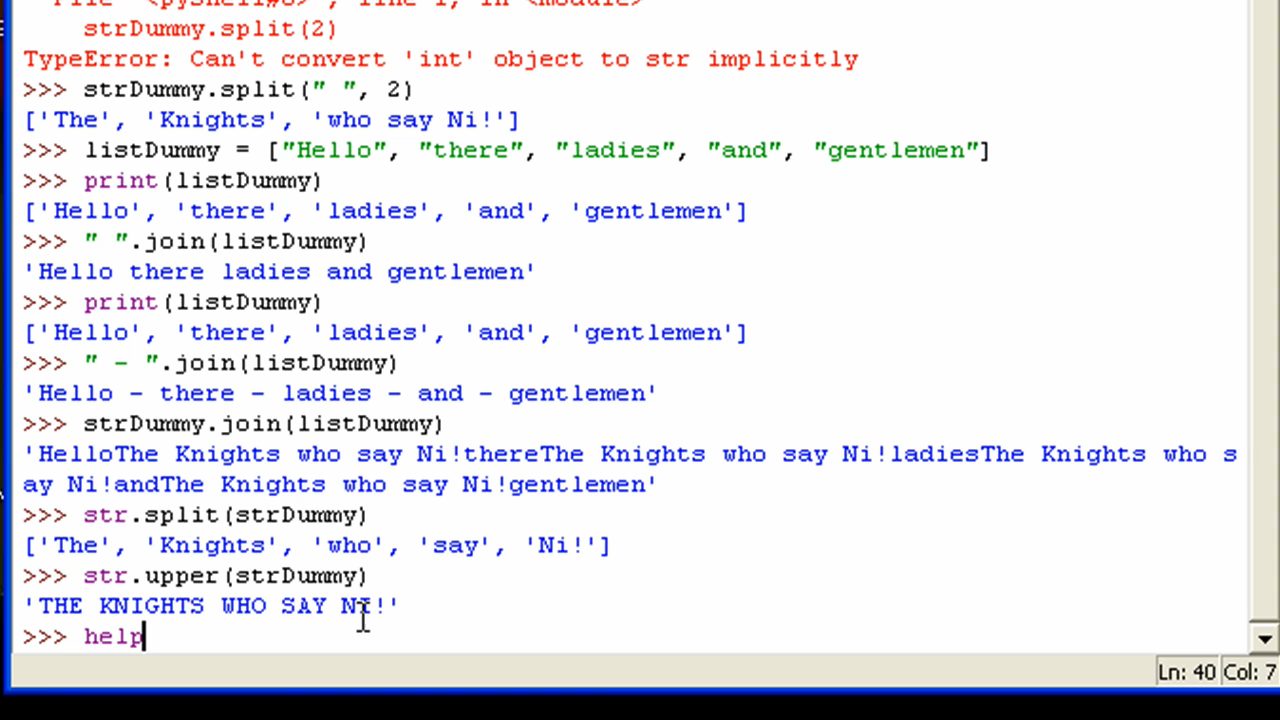 strDummy.split(2)
TypeError: Can't convert 'int' object to str implicitly
>>> strDummy.split(" ", 2)
['The', 'Knights', 'who say Ni!']
>>> listDummy = ["Hello", "there", "ladies", "and", "gentlemen"]
>>> print(listDummy)
['Hello', 'there', 'ladies', 'and', 'gentlemen']
>>> " ".join(listDummy)
'Hello there ladies and gentlemen'
>>> print(listDummy)
['Hello', 'there', 'ladies', 'and', 'gentlemen']
>>> " - ".join(listDummy)
'Hello - there - ladies - and - gentlemen'
>>> strDummy.join(listDummy)
'HelloThe Knights who say Ni!thereThe Knights who say Ni!ladiesThe Knights who s
ay Ni!andThe Knights who say Ni!gentlemen'
>>> str.split(strDummy)
['The', 'Knights', 'who', 'say', 'Ni!']
>>> str.upper(strDummy)
'THE KNIGHTS WHO SAY NI!'
>>> help
Ln: 40 Col: 7